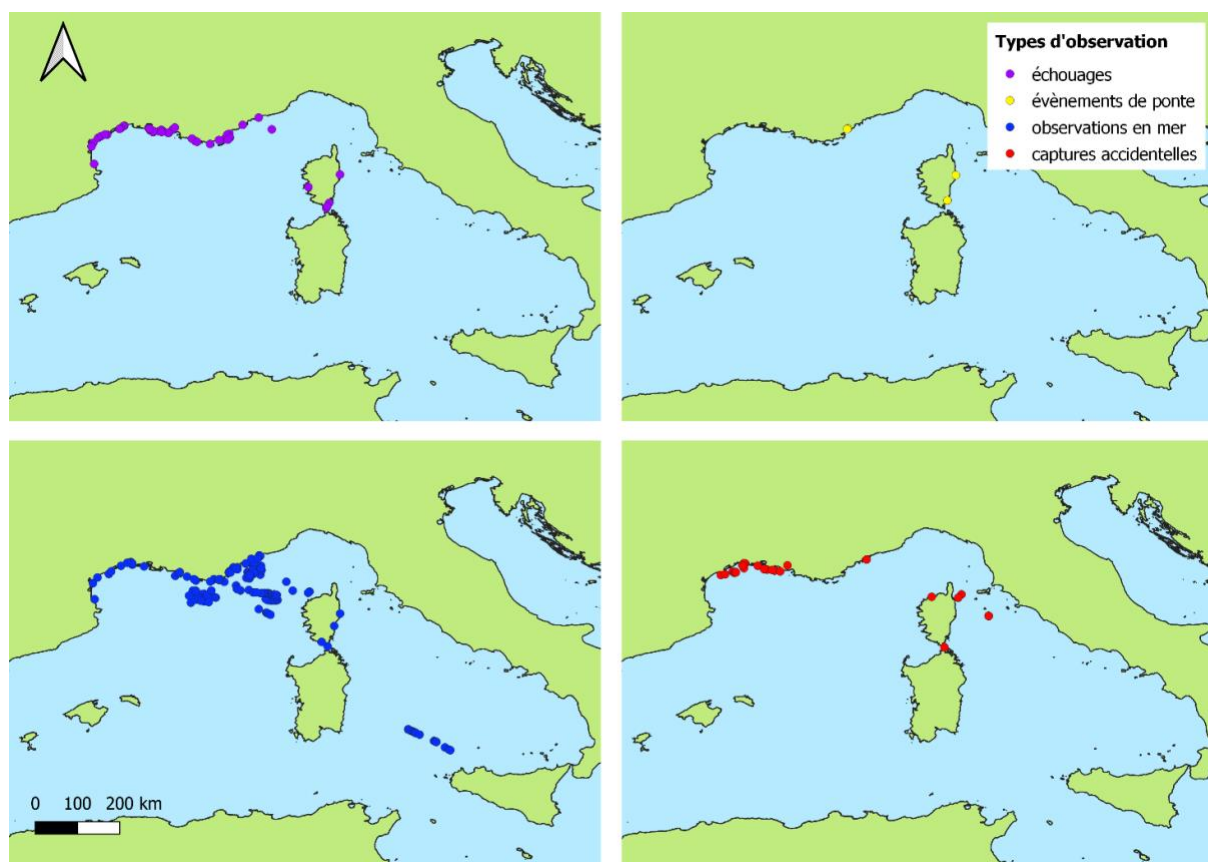 Types d'observation
échouages
évènements de ponte
observations en mer
captures accidentelles
0 100 200 km